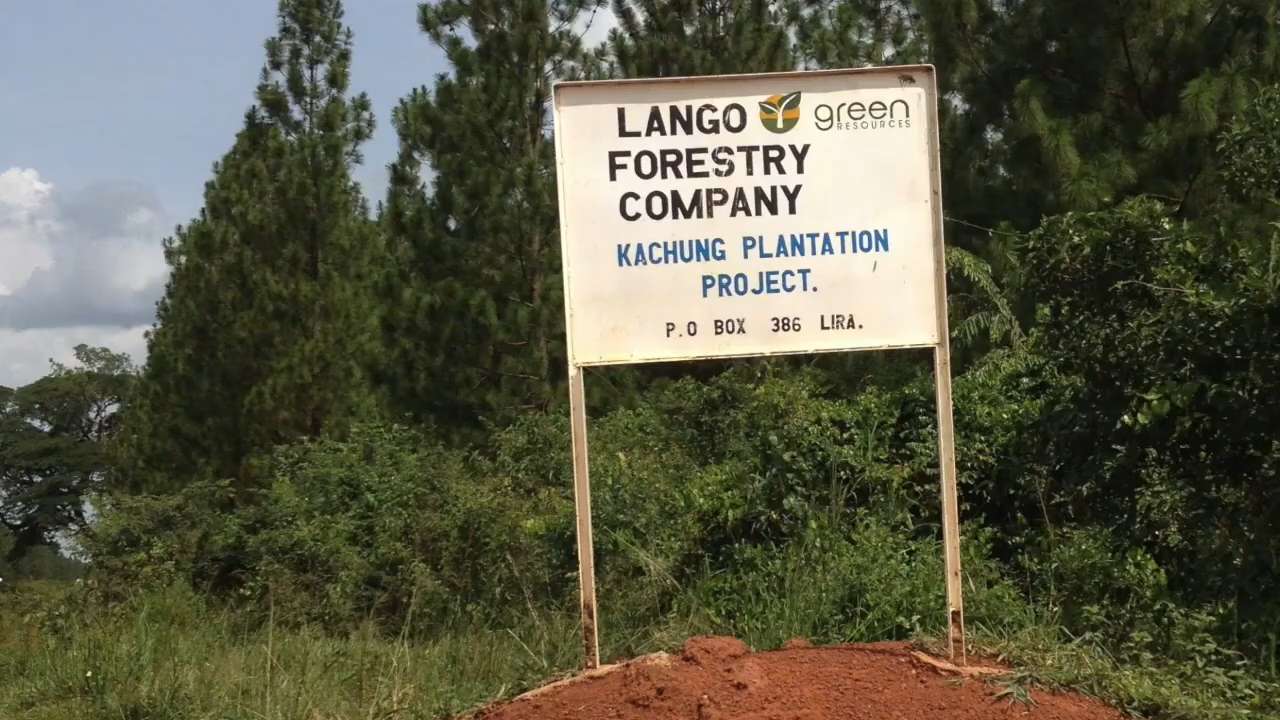 LANGO green
RESOURCES
FORESTRY
COMPANY
KACHUNG PLANTATION
PROJECT.
P.O BOX 386 LIRA.